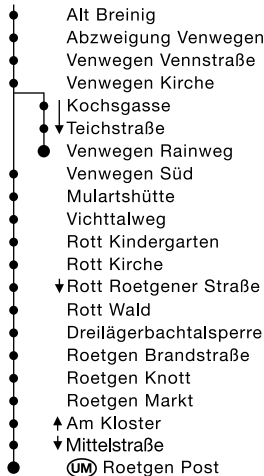 Alt Breinig
Abzweigung Venwegen
Venwegen Vennstraße
Venwegen Kirche
Kochsgasse
Teichstraße
Venwegen Rainweg
Venwegen Süd
Mulartshütte
Vichttalweg
Rott Kindergarten
Rott Kirche
Rott Roetgener Straße
Rott Wald
Dreilägerbachtalsperre
Roetgen Brandstraße
Roetgen Knott
Roetgen Markt
Am Kloster
Mittelstraße
UM Roetgen Post